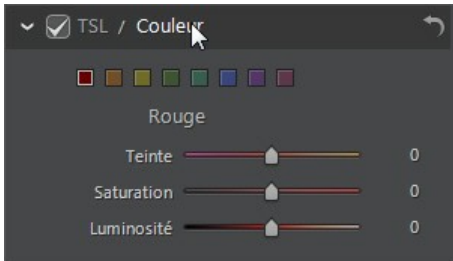 TSL / Couleur
Rouge
Teinte 0
Saturation 0
Luminosité 0